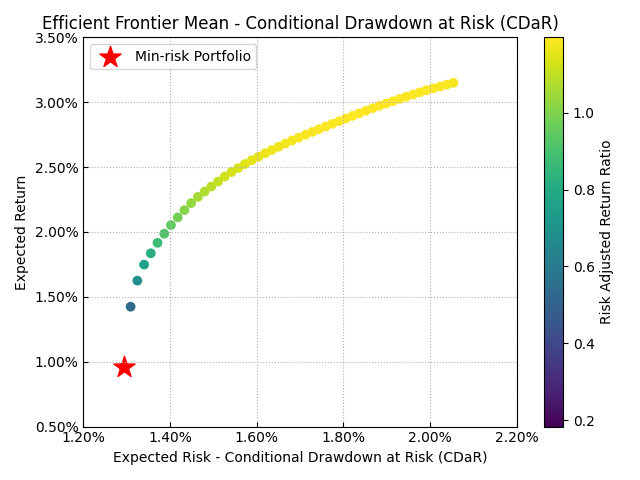 Efficient Frontier Mean - Conditional Drawdown at Risk (CDaR)
Min-risk Portfolio
3.50%
3.00%
2.50%
2.00%
1.50%
1.00%
0.50%
Expected Return
1.20% 1.40% 1.60% 1.80% 2.00% 2.20%
Expected Risk - Conditional Drawdown at Risk (CDaR)
1.0
0.8
0.6
0.4
0.2
Risk Adjusted Return Ratio